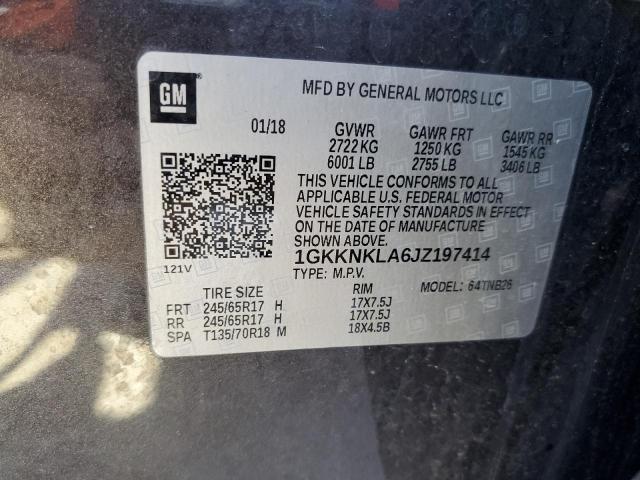 GM
MFD BY GENERAL MOTORS LLC
01/18 GVWR GAWR FRT GAWR RR
2722 KG 1250 KG 1545 KG
6001 LB 2755 LB 3406 LB
THIS VEHICLE CONFORMS TO ALL
APPLICABLE U.S. FEDERAL MOTOR
VEHICLE SAFETY STANDARDS IN EFFECT
ON THE DATE OF MANUFACTURE
SHOWN ABOVE.
1GKKNKLA6JZ197414
121V TYPE: M.P.V. MODEL: 64TNB26
TIRE SIZE RIM
FRT 245/65R17 H 17X7.5J
RR 245/65R17 H 17X7.5J
SPA T135/70R18 M 18X4.5B